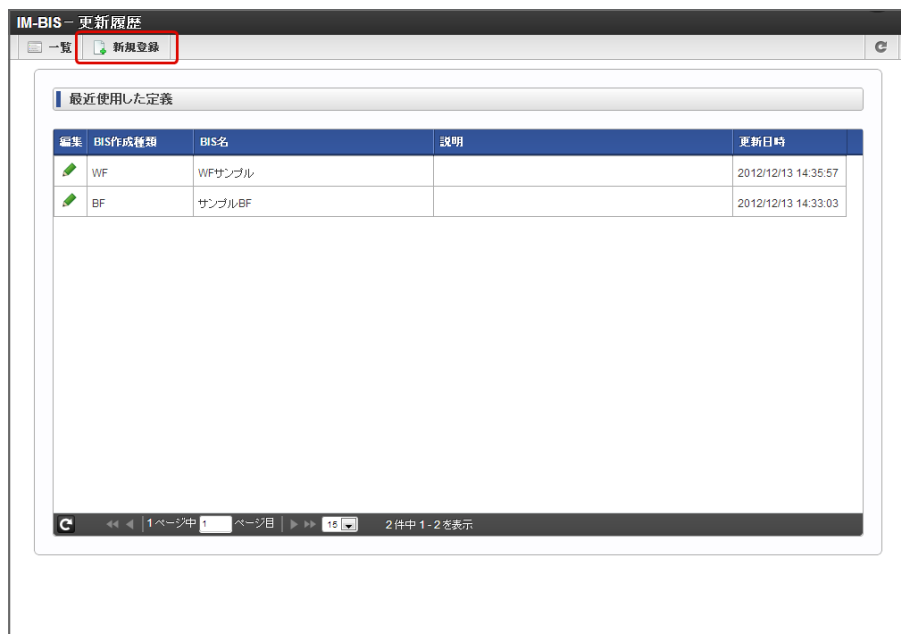 IM-BIS－更新履歴
一覧 新規登録
最近使用した定義
編集 BIS作成種類 BIS名 説明 更新日時
WF WFサンプル 2012/12/13 14:35:57
BF サンプルBF 2012/12/13 14:33:03
1ページ中 1 ページ目 15 2件中 1 - 2 を表示